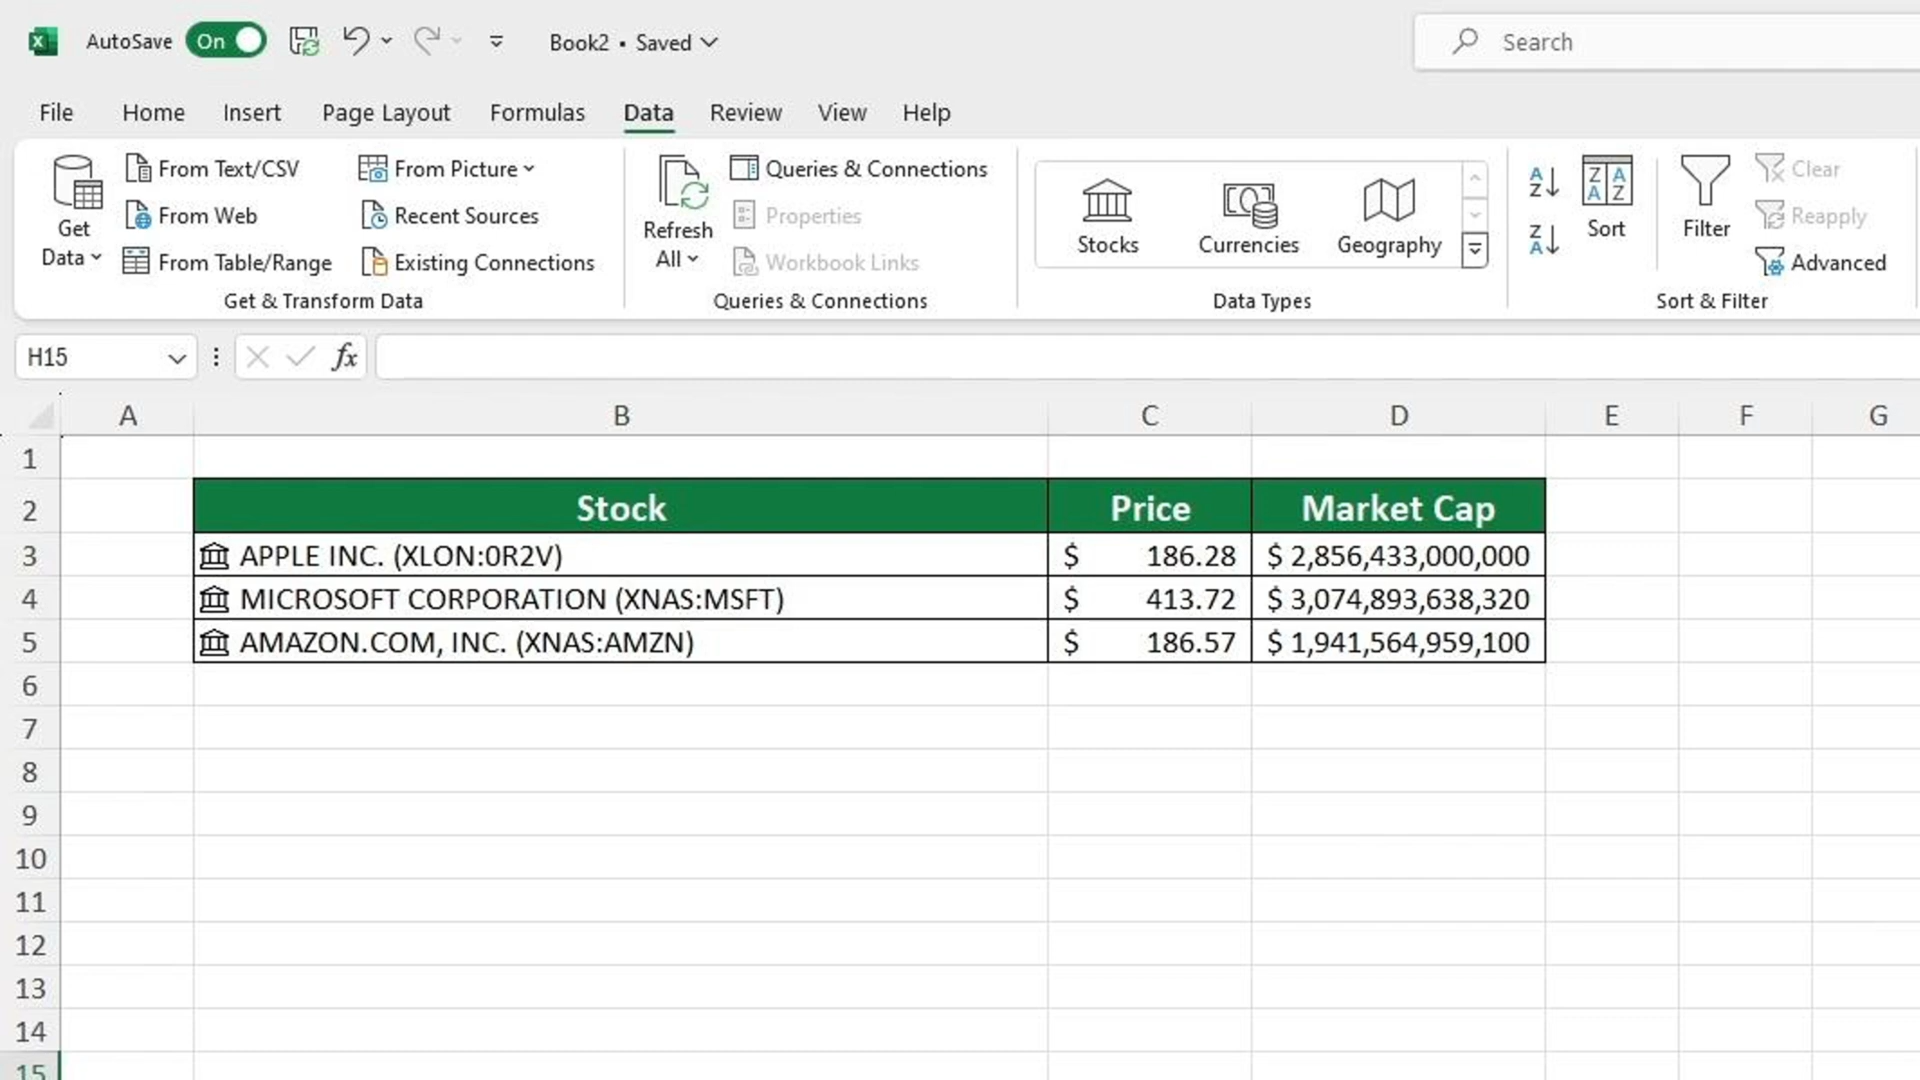 AutoSave On Book2 • Saved Search
File Home Insert Page Layout Formulas Data Review View Help
Get Data
From Text/CSV
From Web
From Table/Range
From Picture
Recent Sources
Existing Connections
Get & Transform Data
Refresh All
Queries & Connections
Properties
Workbook Links
Queries & Connections
Stocks Currencies Geography
Data Types
A Z
Z A
Z A A Z
Sort
Filter
Clear
Reapply
Advanced
Sort & Filter
H15 fx
A B C D E F G
1
2 Stock Price Market Cap
3 APPLE INC. (XLON:0R2V) $ 186.28 $ 2,856,433,000,000
4 MICROSOFT CORPORATION (XNAS:MSFT) $ 413.72 $ 3,074,893,638,320
5 AMAZON.COM, INC. (XNAS:AMZN) $ 186.57 $ 1,941,564,959,100
6
7
8
9
10
11
12
13
14
15